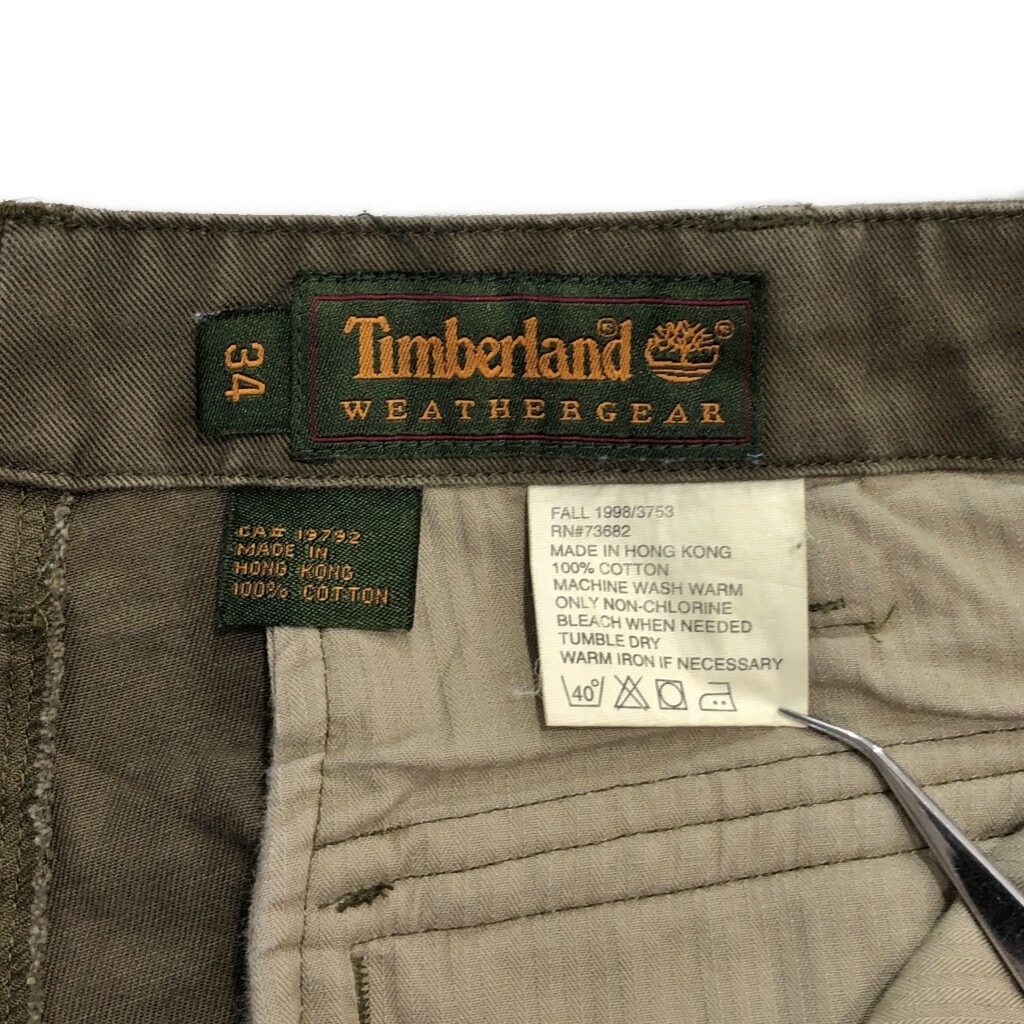 34
Timberland®
®
WEATHERGEAR
CA# 19792
MADE IN
HONG KONG
100% COTTON
FALL 1998/3753
RN#73682
MADE IN HONG KONG
100% COTTON
MACHINE WASH WARM
ONLY NON-CHLORINE
BLEACH WHEN NEEDED
TUMBLE DRY
WARM IRON IF NECESSARY
40°